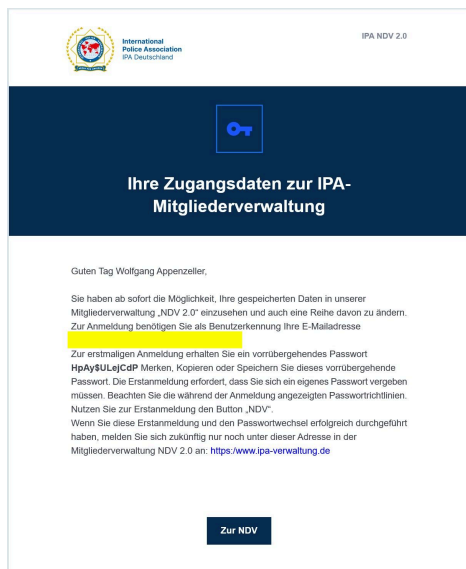 International
Police Association
IPA Deutschland
IPA NDV 2.0
Ihre Zugangsdaten zur IPA-
Mitgliederverwaltung
Guten Tag Wolfgang Appenzeller,
Sie haben ab sofort die Möglichkeit, Ihre gespeicherten Daten in unserer
Mitgliederverwaltung „NDV 2.0" einzusehen und auch eine Reihe davon zu ändern.
Zur Anmeldung benötigen Sie als Benutzerkennung Ihre E-Mailadresse
Zur erstmaligen Anmeldung erhalten Sie ein vorrübergehendes Passwort
HpAy$ULejCdP Merken, Kopieren oder Speichern Sie dieses vorrübergehende
Passwort. Die Erstanmeldung erfordert, dass Sie sich ein eigenes Passwort vergeben
müssen. Beachten Sie die während der Anmeldung angezeigten Passwortrichtlinien.
Nutzen Sie zur Erstanmeldung den Button „NDV".
Wenn Sie diese Erstanmeldung und den Passwortwechsel erfolgreich durchgeführt
haben, melden Sie sich zukünftig nur noch unter dieser Adresse in der
Mitgliederverwaltung NDV 2.0 an: https:/www.ipa-verwaltung.de
Zur NDV